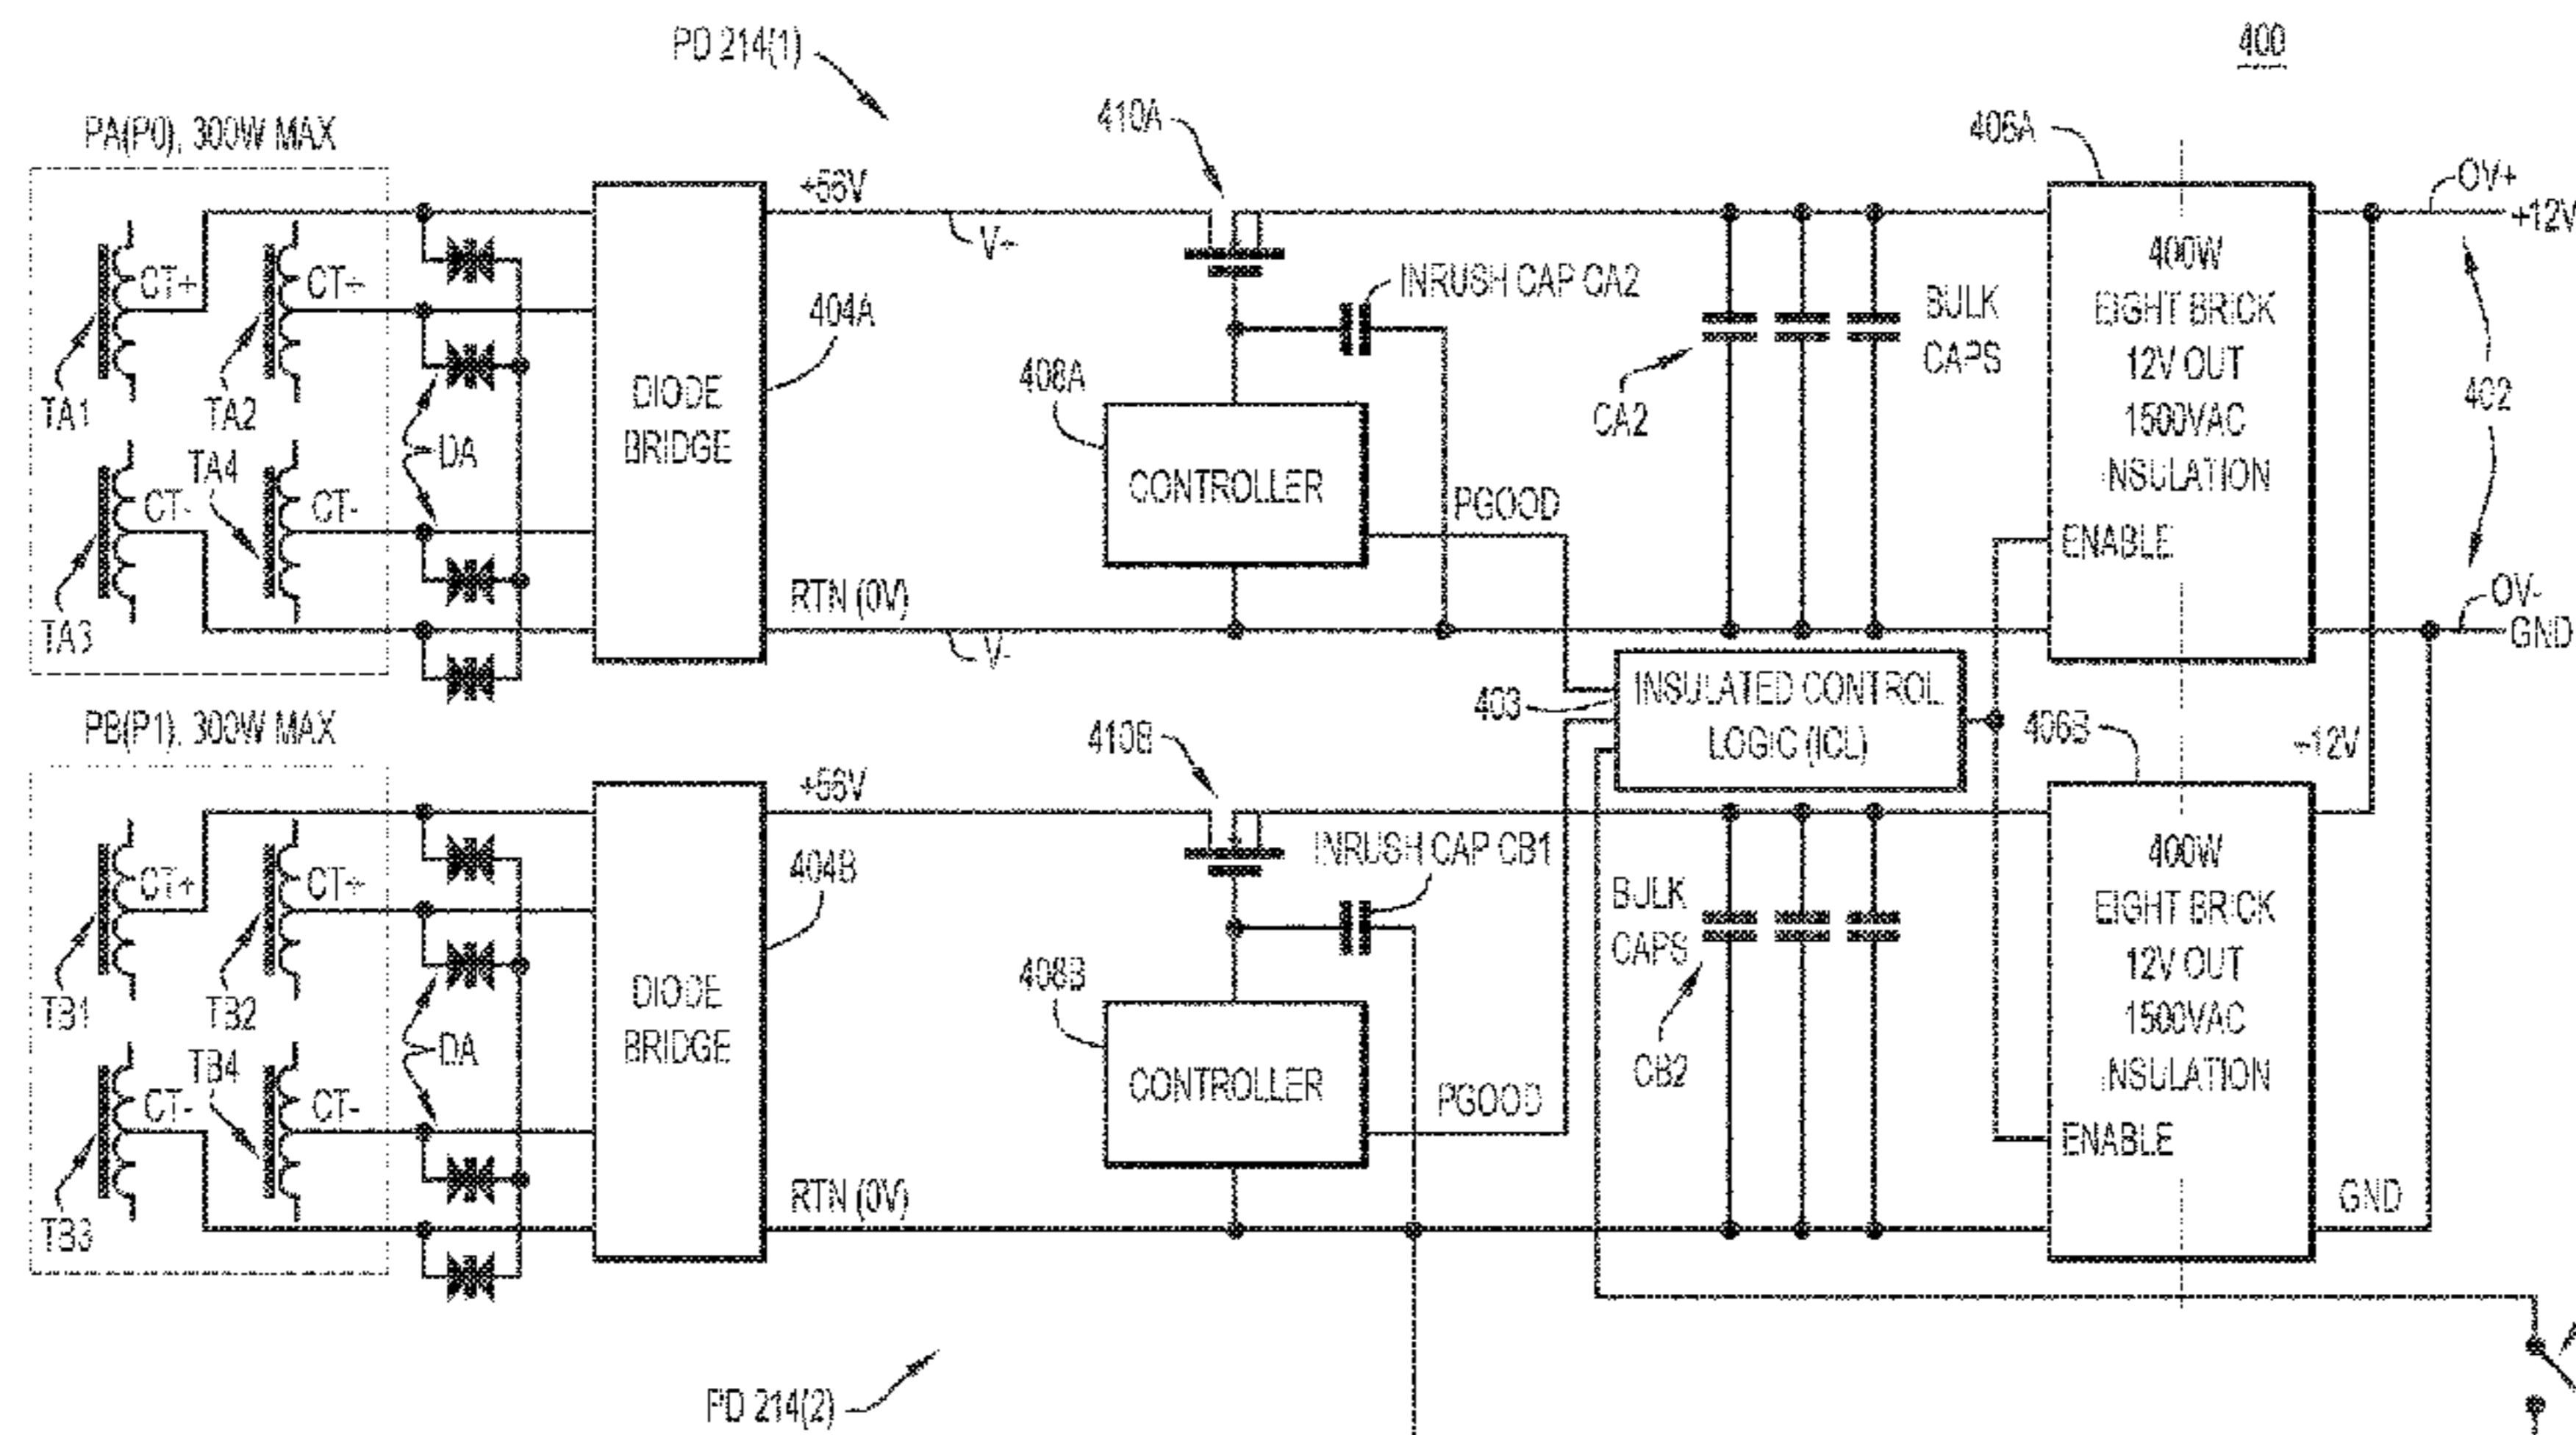 400
PD 214(1)
PA(P0), 300W MAX
410A
406A
+56V
V+
OV+
+12V
CT+
CT+
TA1
TA2
404A
INRUSH CAP CA2
BULK
CAPS
CA2
400W
EIGHT BRICK
12V OUT
1500VAC
INSULATION
ENABLE
402
408A
DIODE
BRIDGE
DA
CONTROLLER
PGOOD
TA4
CT-
CT-
TA3
RTN (0V)
V-
OV-
GND
403
INSULATED CONTROL
LOGIC (ICL)
PB(P1), 300W MAX
410B
406B
+12V
+56V
CT+
CT+
TB1
TB2
404B
INRUSH CAP CB1
BULK
CAPS
CB2
400W
EIGHT BRICK
12V OUT
1500VAC
INSULATION
ENABLE
408B
DIODE
BRIDGE
DA
CONTROLLER
PGOOD
TB4
CT-
CT-
TB3
RTN (0V)
GND
PD 214(2)